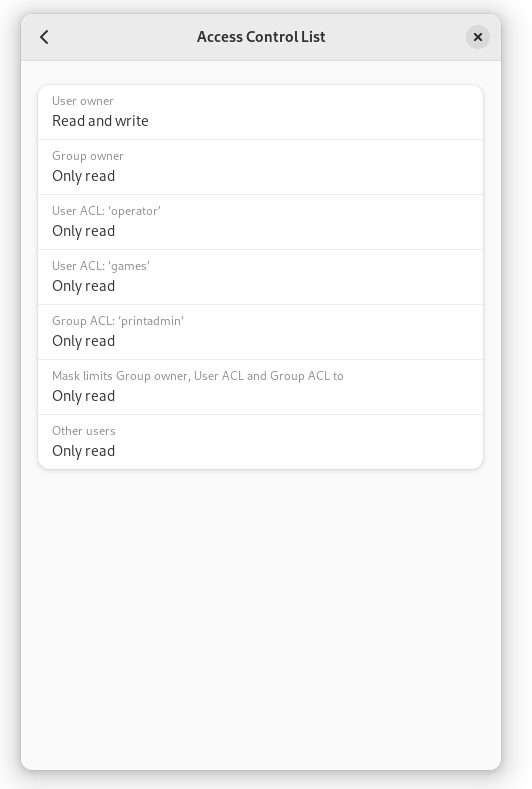 Access Control List
User owner
Read and write
Group owner
Only read
User ACL: ‘operator’
Only read
User ACL: ‘games’
Only read
Group ACL: ‘printadmin’
Only read
Mask limits Group owner, User ACL and Group ACL to
Only read
Other users
Only read